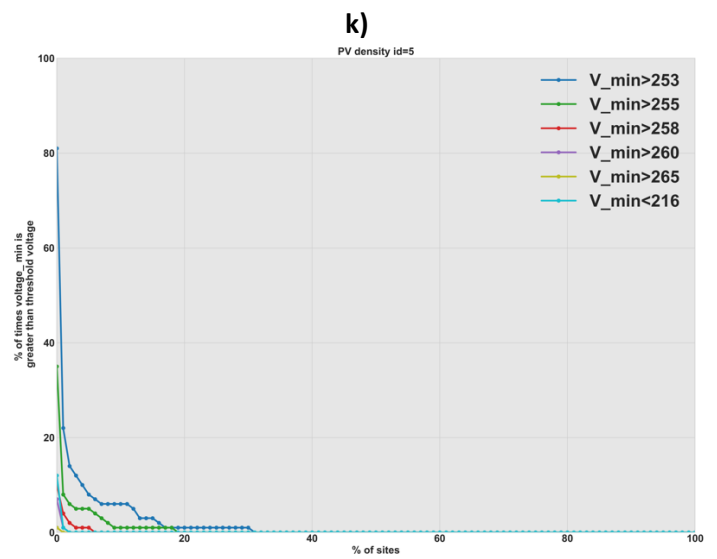 k)
PV density id=5
100
80
60
40
20
0
% of times voltage_min is
greater than threshold voltage
V_min>253
V_min>255
V_min>258
V_min>260
V_min>265
V_min<216
0
20
40
60
80
100
% of sites